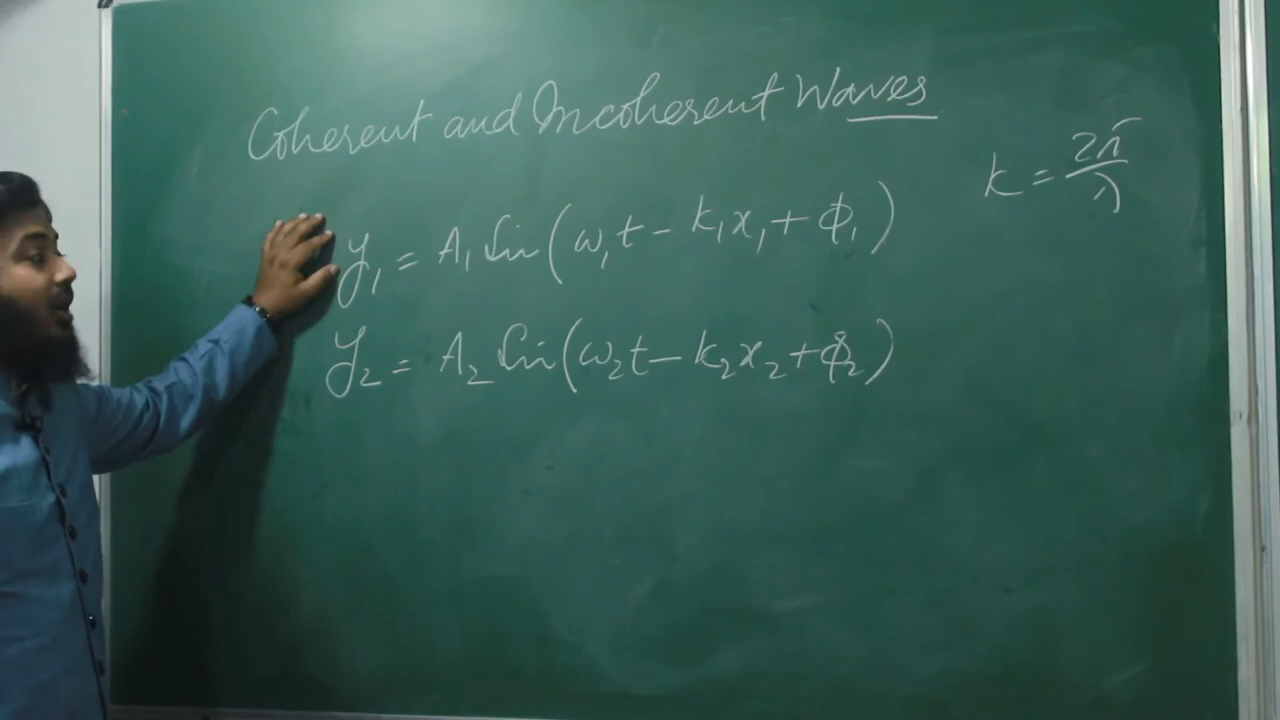 Coherent and Incoherent Waves
k = 2π/λ
y₁ = A₁ Sin(ω₁t - k₁x₁ + φ₁)
y₂ = A₂ Sin(ω₂t - k₂x₂ + φ₂)